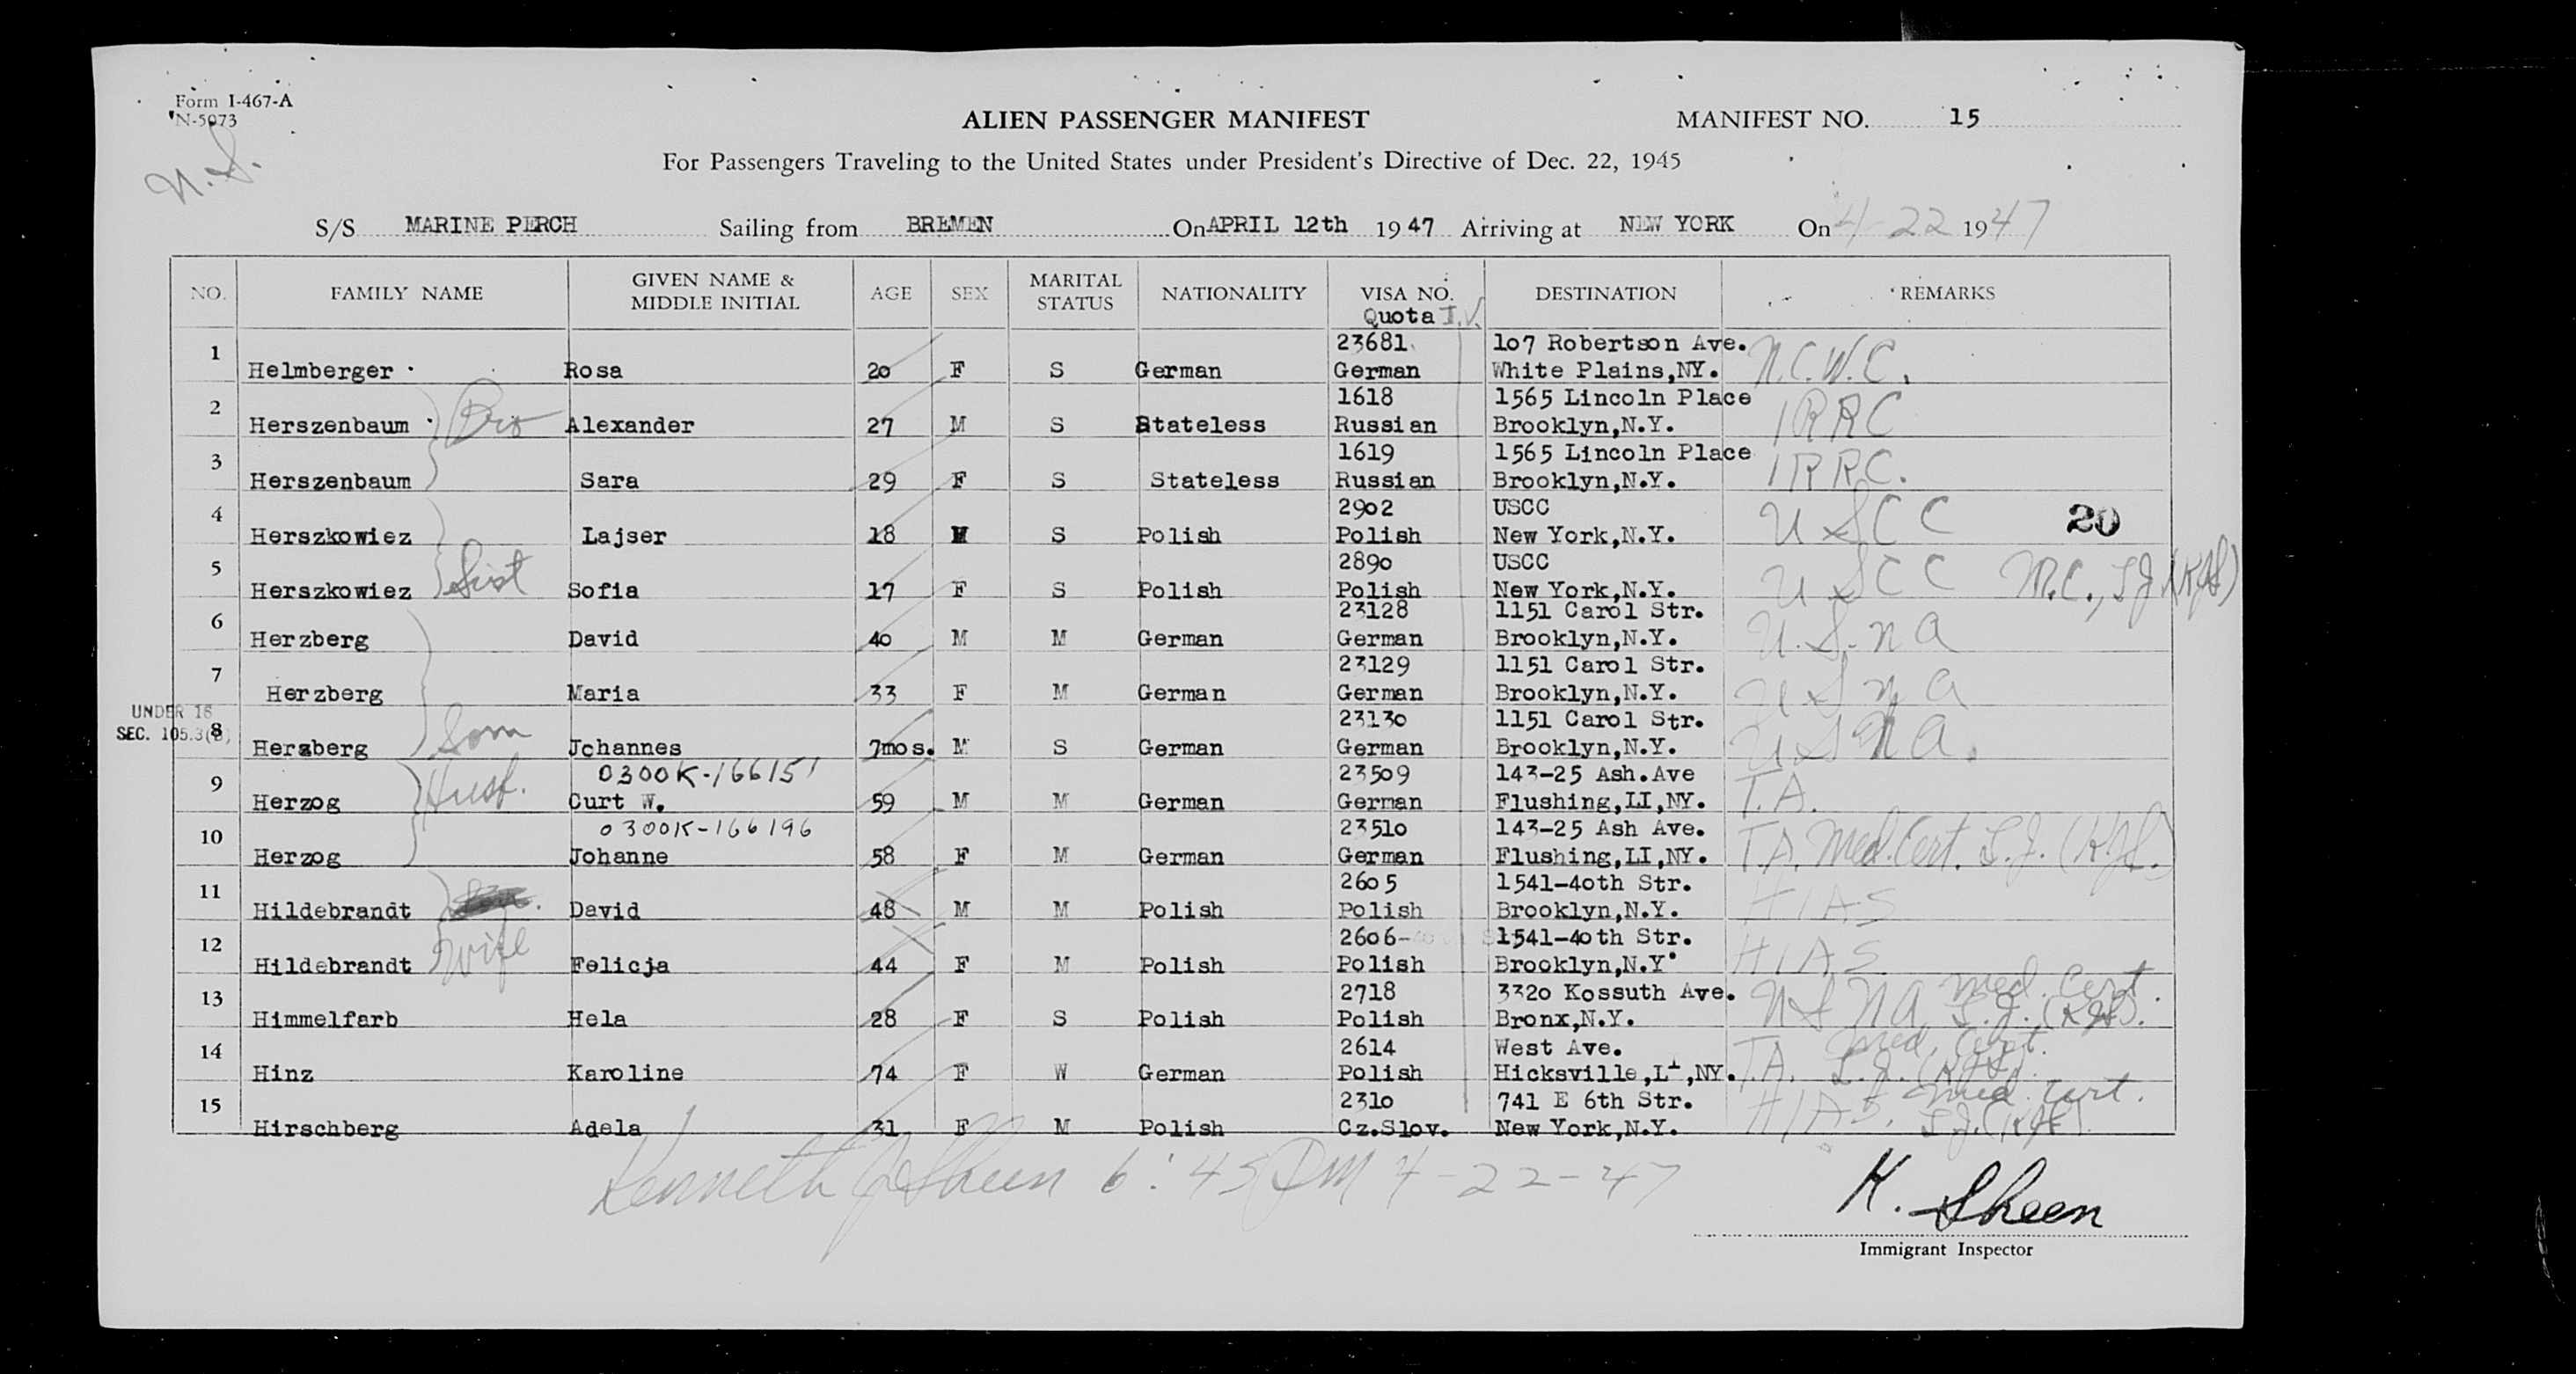 Form I-467-A
N-5073
N.S.
ALIEN PASSENGER MANIFEST
MANIFEST NO. 15
For Passengers Traveling to the United States under President's Directive of Dec. 22, 1945
S/S MARINE PERCH Sailing from BREMEN On APRIL 12th 1947 Arriving at NEW YORK On 4-22 1947
NO. FAMILY NAME GIVEN NAME & MIDDLE INITIAL AGE SEX MARITAL STATUS NATIONALITY VISA NO. Quota I.V. DESTINATION REMARKS
23681 107 Robertson Ave.
1 Helmberger Rosa 20 F S German German White Plains,NY. N.C.W.C.
1618 1565 Lincoln Place
2 Herszenbaum Bro Alexander 27 M S Stateless Russian Brooklyn,N.Y. IRRC
1619 1565 Lincoln Place
3 Herszenbaum Sara 29 F S Stateless Russian Brooklyn,N.Y. IRRC.
2902 USCC
4 Herszkowiez Lajser 18 M S Polish Polish New York,N.Y. USCC 20
2890 USCC
5 Herszkowiez Sist Sofia 17 F S Polish Polish New York,N.Y. USCC M.C.,
23128 1151 Carol Str.
6 Herzberg David 40 M M German German Brooklyn,N.Y. U.S.na
23129 1151 Carol Str.
7 Herzberg Maria 33 F M German German Brooklyn,N.Y. USna
UNDER 16
SEC. 105.3(B)
23130 1151 Carol Str.
8 Herzberg Son Johannes 7mos. M S German German Brooklyn,N.Y. USNA.
0300K-166151 23509 143-25 Ash.Ave
9 Herzog Husb. Curt W. 59 M M German German Flushing,LI,NY. T.A.
0300K-166196 23510 143-25 Ash Ave.
10 Herzog Johanne 58 F M German German Flushing,LI,NY. T.A. Med.Cert.
2605 1541-40th Str.
11 Hildebrandt David 48 M M Polish Polish Brooklyn,N.Y. HIAS
2606 1541-40th Str.
12 Hildebrandt Wife Felicja 44 F M Polish Polish Brooklyn,N.Y. HIAS
2718 3320 Kossuth Ave. med. Cert.
13 Himmelfarb Hela 28 F S Polish Polish Bronx,N.Y. USNA
2614 West Ave. med. Cert.
14 Hinz Karoline 74 F W German Polish Hicksville,LI,NY. T.A.
2310 741 E 6th Str. med. Cert.
15 Hirschberg Adela 31 F M Polish Cz.Slov. New York,N.Y. HIAS.
Kenneth J Sheen 6:45 PM 4-22-47
K. Sheen
Immigrant Inspector